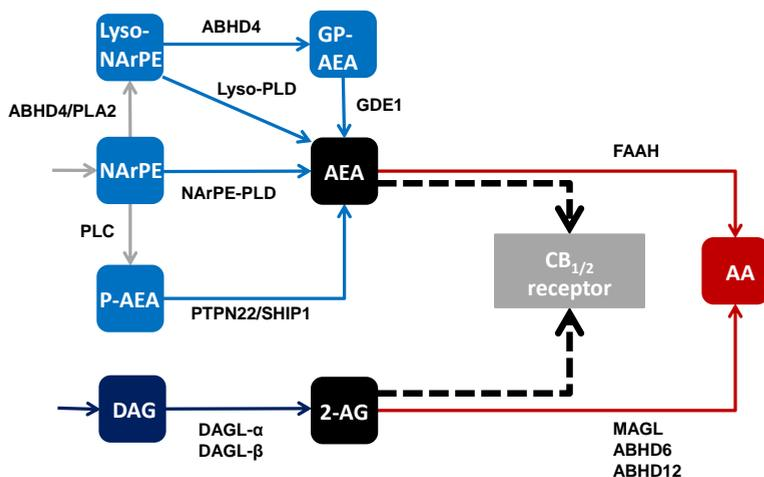 Lyso-
NArPE
ABHD4
GP-
AEA
Lyso-PLD
GDE1
ABHD4/PLA2
FAAH
NArPE
AEA
NArPE-PLD
PLC
CB1/2
receptor
AA
P-AEA
PTPN22/SHIP1
DAG
2-AG
DAGL-α
DAGL-β
MAGL
ABHD6
ABHD12